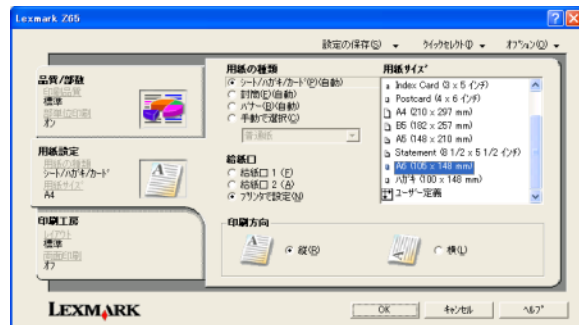 Lexmark Z65
設定の保存(S)
クイックセレクト(I)
オプション(O)
品質/部数
印刷品質
標準
部単位印刷
オン
用紙設定
用紙の種類
シート/ハガキ/カード
用紙サイズ
A4
印刷工房
レイアウト
標準
両面印刷
オフ
用紙の種類
シート/ハガキ/カード(P)(自動)
封筒(E)(自動)
バナー(B)(自動)
手動で選択(C)
普通紙
給紙口
給紙口 1 (F)
給紙口 2 (A)
プリンタで設定(N)
用紙サイズ
Index Card (3 x 5 インチ)
Postcard (4 x 6 インチ)
A4 (210 x 297 mm)
B5 (182 x 257 mm)
A5 (148 x 210 mm)
Statement (8 1/2 x 5 1/2 インチ)
A6 (105 x 148 mm)
ハガキ (100 x 148 mm)
ユーザー定義
印刷方向
縦(R)
横(L)
LEXMARK
OK
キャンセル
ヘルプ